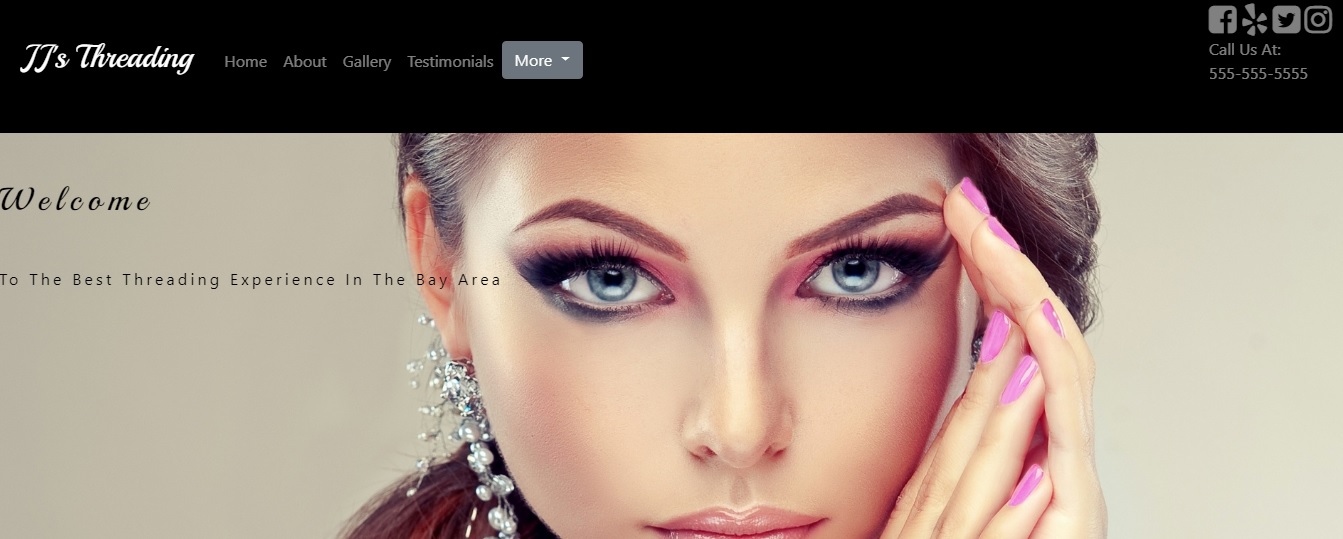 JJ's Threading
Home About Gallery Testimonials More
Call Us At:
555-555-5555
Welcome
To The Best Threading Experience In The Bay Area